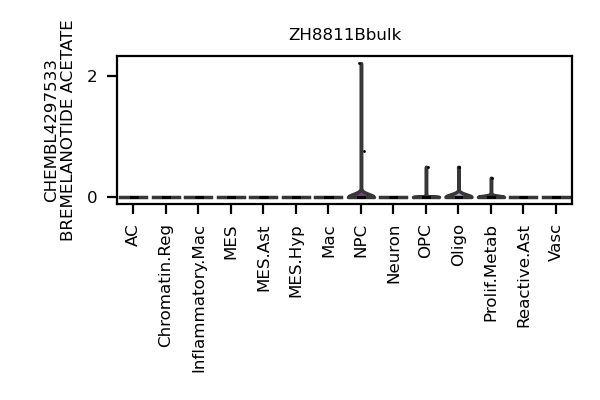 ZH8811Bbulk
CHEMBL4297533
BREMELANOTIDE ACETATE
2
0
AC
Chromatin.Reg
Inflammatory.Mac
MES
MES.Ast
MES.Hyp
Mac
NPC
Neuron
OPC
Oligo
Prolif.Metab
Reactive.Ast
Vasc